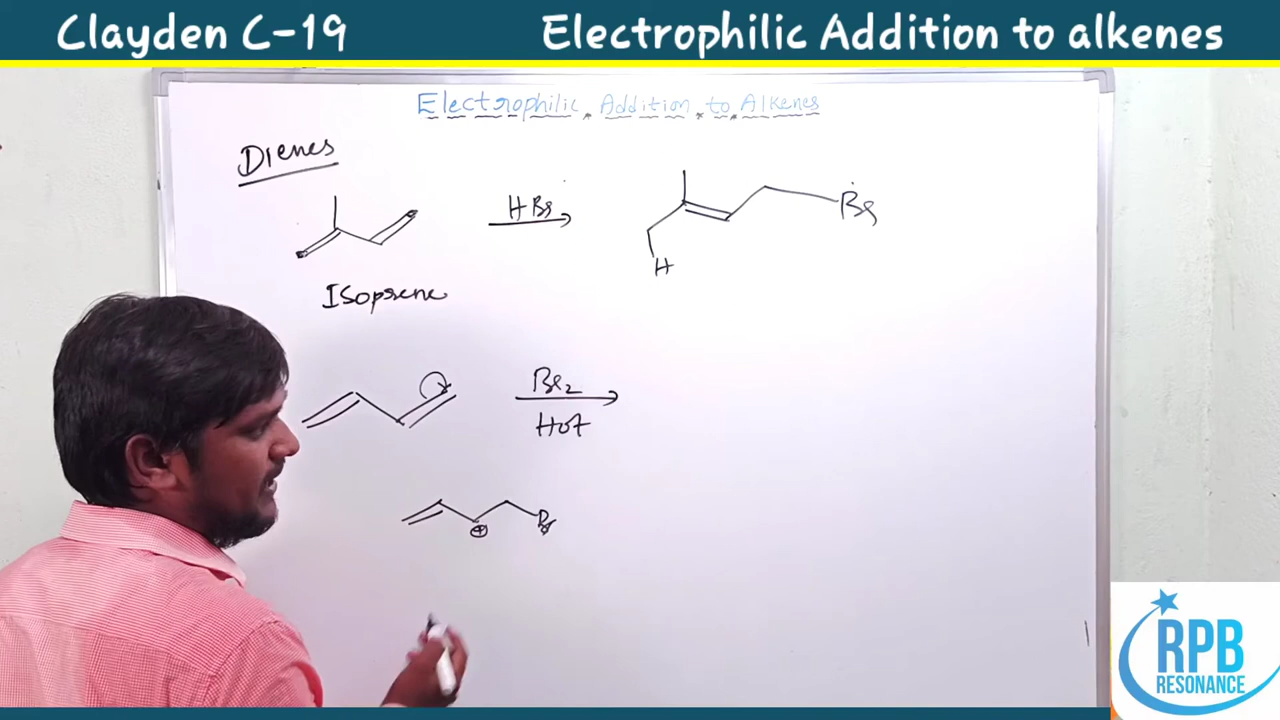 Clayden C-19
Electrophilic Addition to alkenes
Electrophilic Addition to Alkenes
Dienes
HBr
Br
H
Isoprene
Br2
Hot
⊕
Br
RPB
RESONANCE